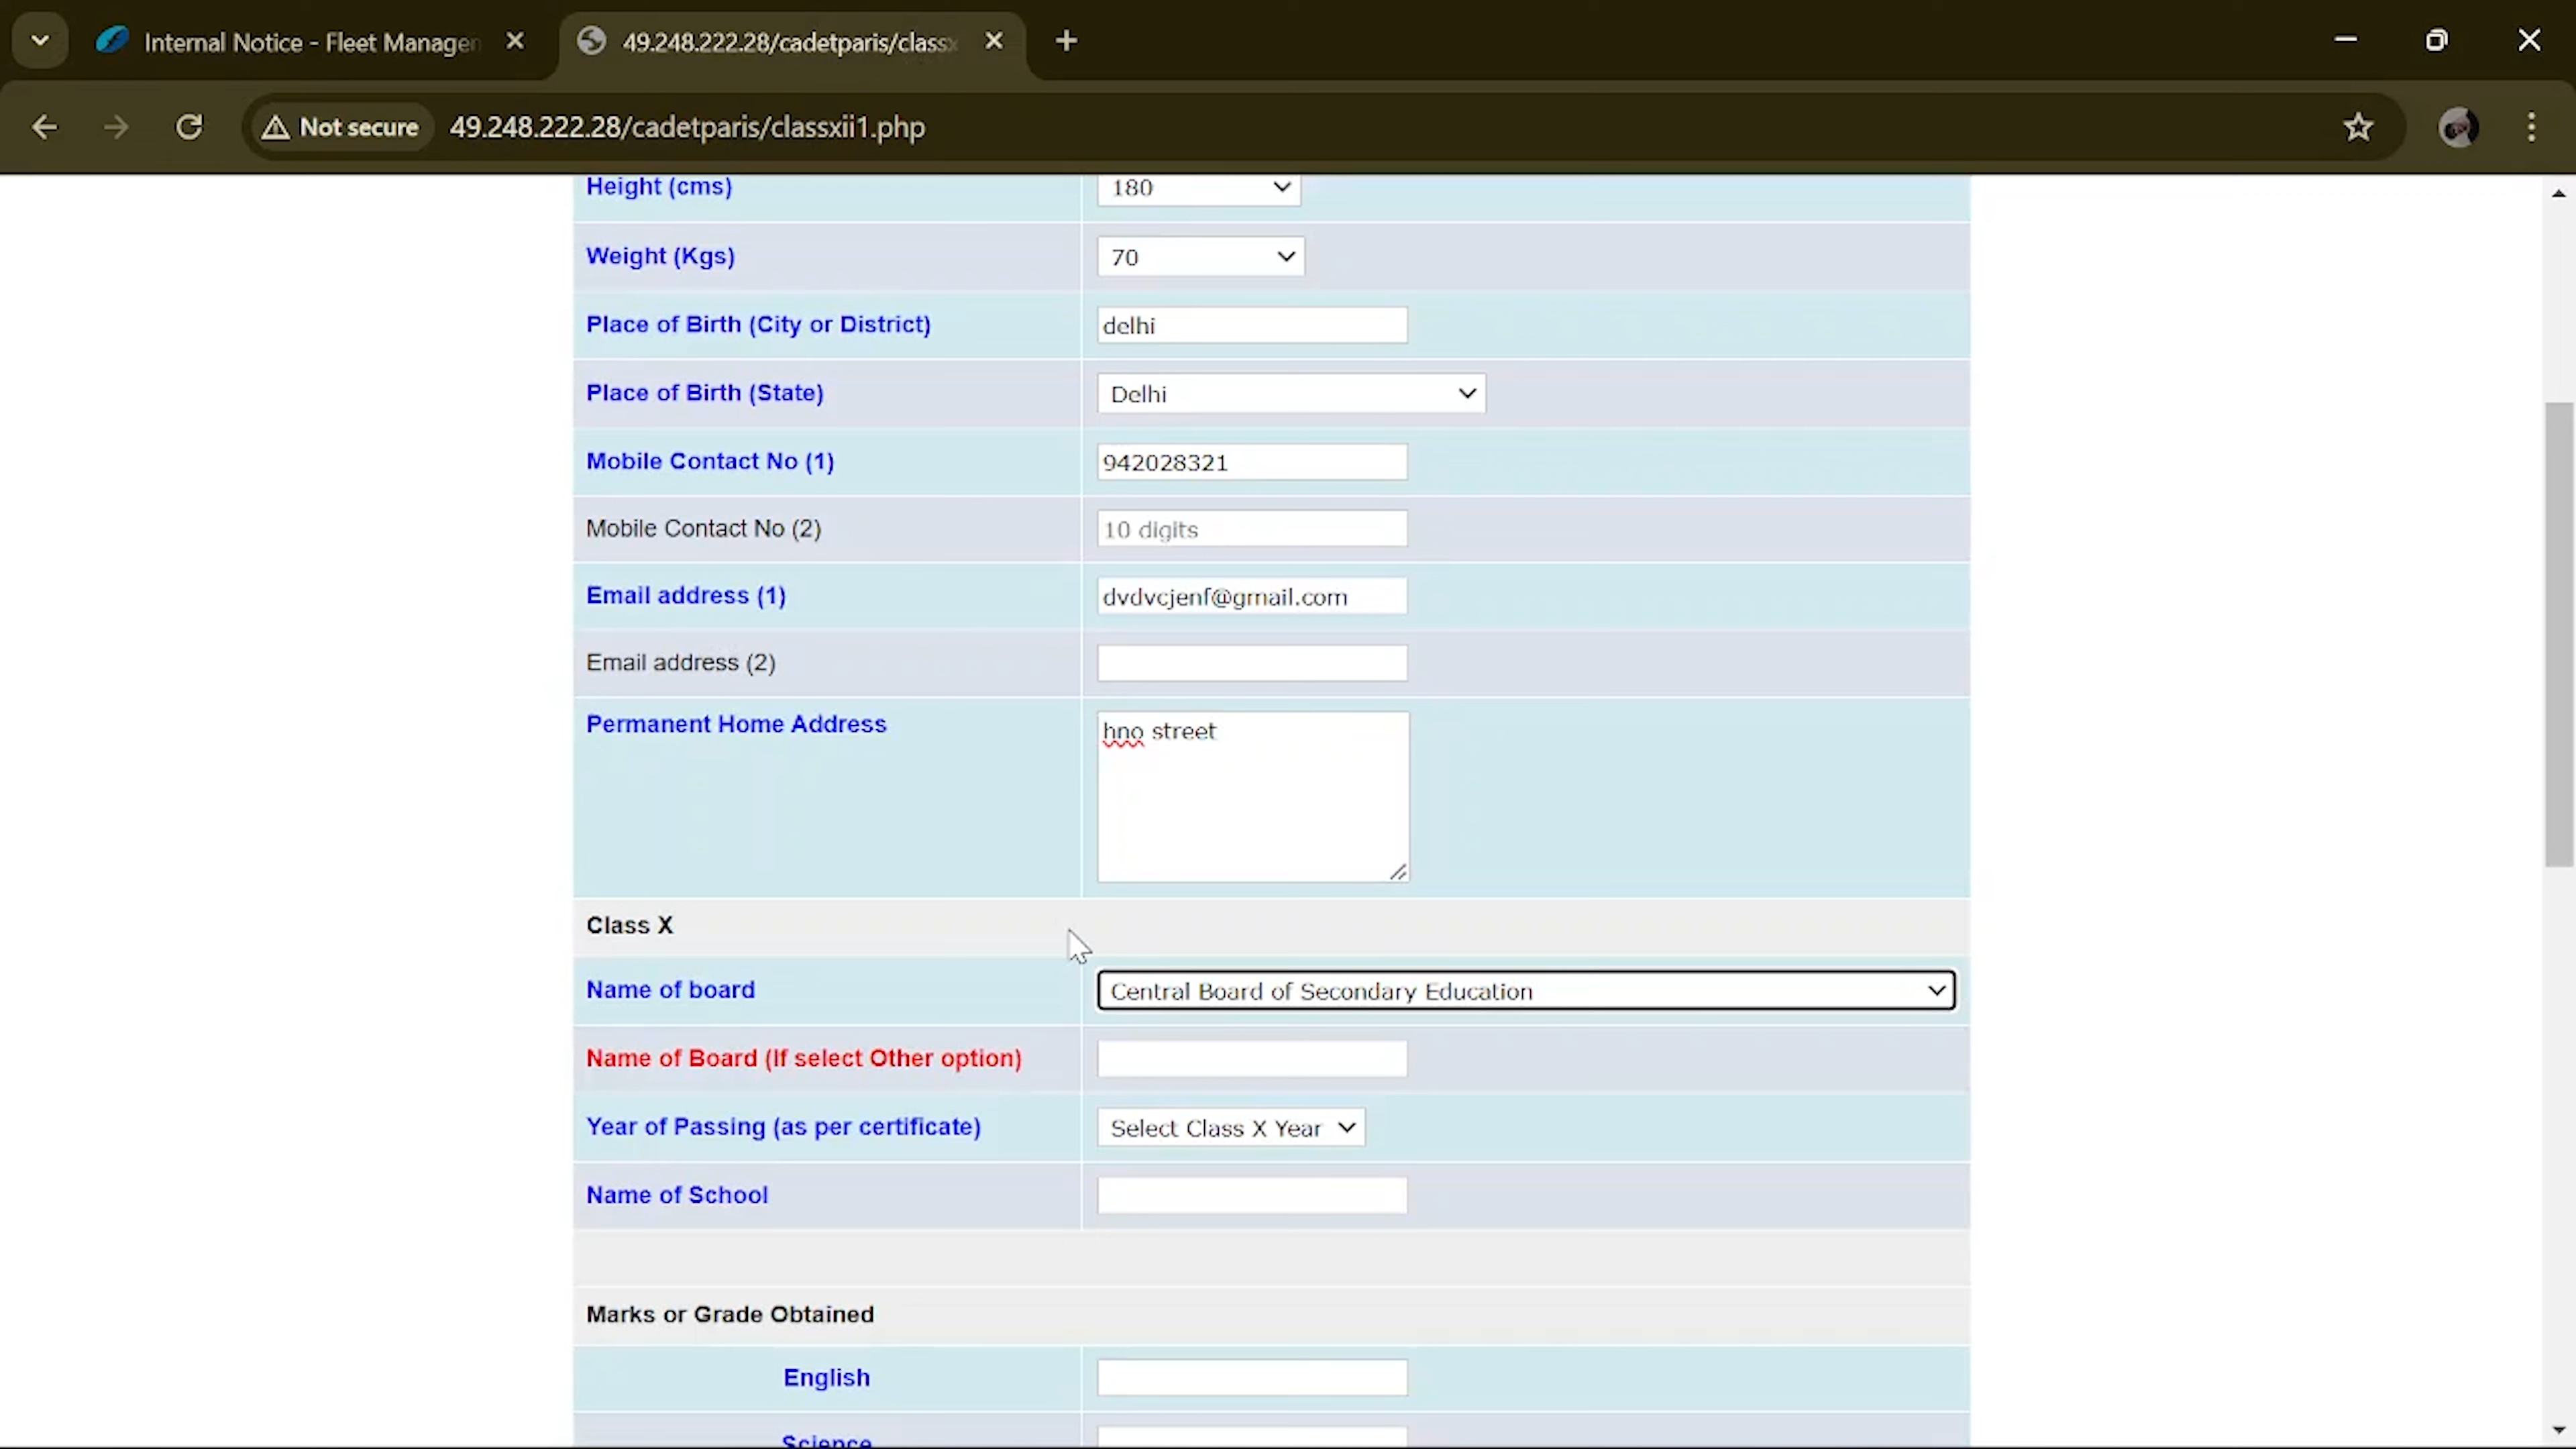 Internal Notice - Fleet Managen
49.248.222.28/cadetparis/classx
Not secure
49.248.222.28/cadetparis/classxii1.php
Height (cms)
180
Weight (Kgs)
70
Place of Birth (City or District)
delhi
Place of Birth (State)
Delhi
Mobile Contact No (1)
942028321
Mobile Contact No (2)
10 digits
Email address (1)
dvdvcjenf@gmail.com
Email address (2)
Permanent Home Address
hno street
Class X
Name of board
Central Board of Secondary Education
Name of Board (If select Other option)
Year of Passing (as per certificate)
Select Class X Year
Name of School
Marks or Grade Obtained
English
Science